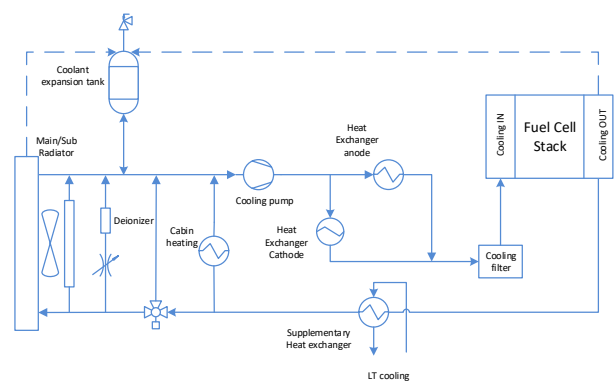 Coolant
expansion tank
Main/Sub
Radiator
Heat
Exchanger
anode
Cooling IN
Fuel Cell
Stack
Cooling OUT
Cooling pump
Deionizer
Cabin
heating
Heat
Exchanger
Cathode
Cooling
filter
Supplementary
Heat exchanger
LT cooling